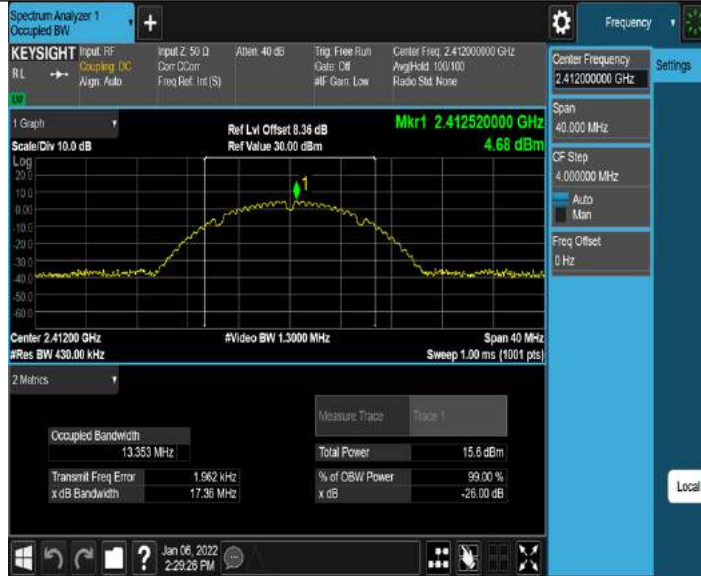 Spectrum Analyzer 1
Occupied BW
Frequency
KEYSIGHT
RL
Input: RF
Coupling: DC
Align: Auto
Input Z: 50 Ω
Corr CCorr
Freq Ref: Int (S)
Atten: 40 dB
Trig: Free Run
Gate: Off
#IF Gain: Low
Center Freq: 2.412000000 GHz
Avg|Hold: 100/100
Radio Std: None
1 Graph
Scale/Div 10.0 dB
Ref Lvl Offset 8.36 dB
Ref Value 30.00 dBm
Mkr1 2.412520000 GHz
4.68 dBm
Log
20.0
10.0
0.00
-10.0
-20.0
-30.0
-40.0
-50.0
-60.0
1
Center 2.41200 GHz
#Res BW 430.00 kHz
#Video BW 1.3000 MHz
Span 40 MHz
Sweep 1.00 ms (1001 pts)
2 Metrics
Measure Trace Trace 1
Occupied Bandwidth
13.353 MHz
Total Power 15.6 dBm
Transmit Freq Error 1.962 kHz
% of OBW Power 99.00 %
x dB Bandwidth 17.36 MHz
x dB -26.00 dB
Jan 06, 2022
2:29:26 PM
Center Frequency
2.412000000 GHz
Settings
Span
40.000 MHz
CF Step
4.000000 MHz
Auto
Man
Freq Offset
0 Hz
Local